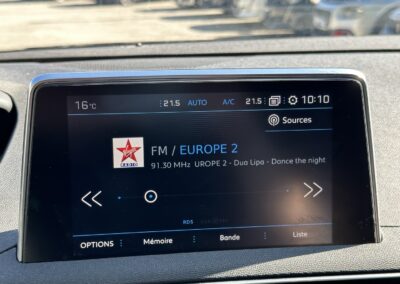 16°C 21.5 AUTO A/C 21.5 10:10
Sources
FM / EUROPE 2
91.30 MHz UROPE 2 - Dua Lipa - Dance the night
RADIO
RDS
OPTIONS Mémoire Bande Liste